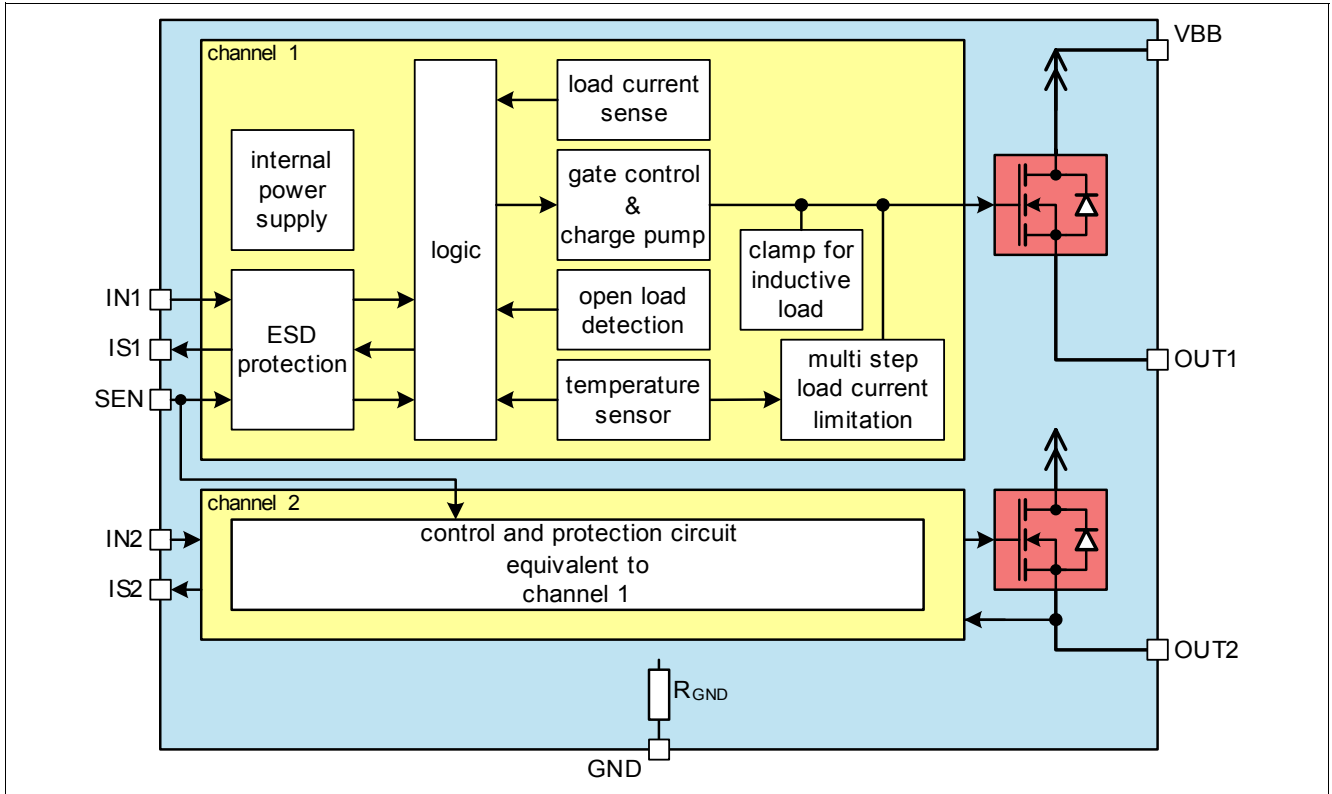 VBB
channel 1
load current
sense
internal
power
supply
gate control
&
charge pump
logic
clamp for
inductive
load
IN1
ESD
protection
open load
detection
IS1
multi step
load current
limitation
OUT1
SEN
temperature
sensor
channel 2
IN2
control and protection circuit
equivalent to
channel 1
IS2
OUT2
RGND
GND